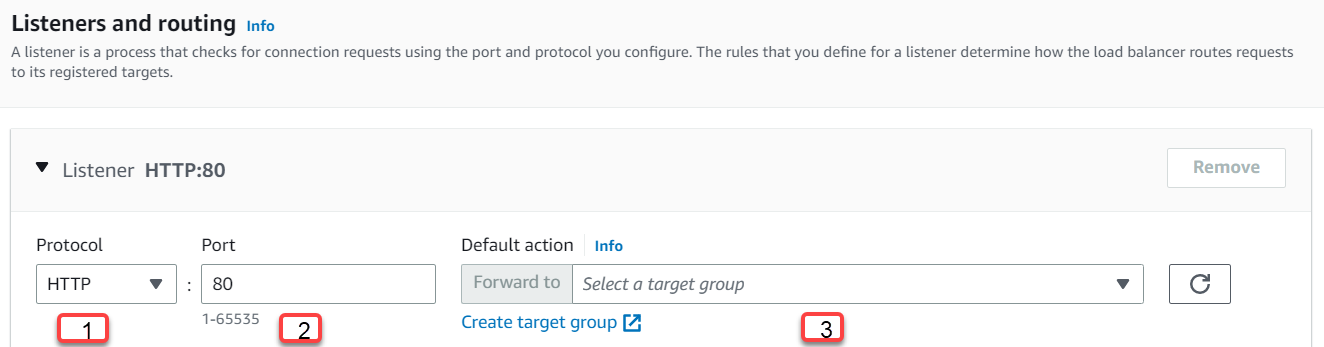 Listeners and routing Info
A listener is a process that checks for connection requests using the port and protocol you configure. The rules that you define for a listener determine how the load balancer routes requests
to its registered targets.
Listener HTTP:80
Remove
Protocol Port Default action Info
HTTP : 80 Forward to Select a target group
1-65535 Create target group
1 2 3